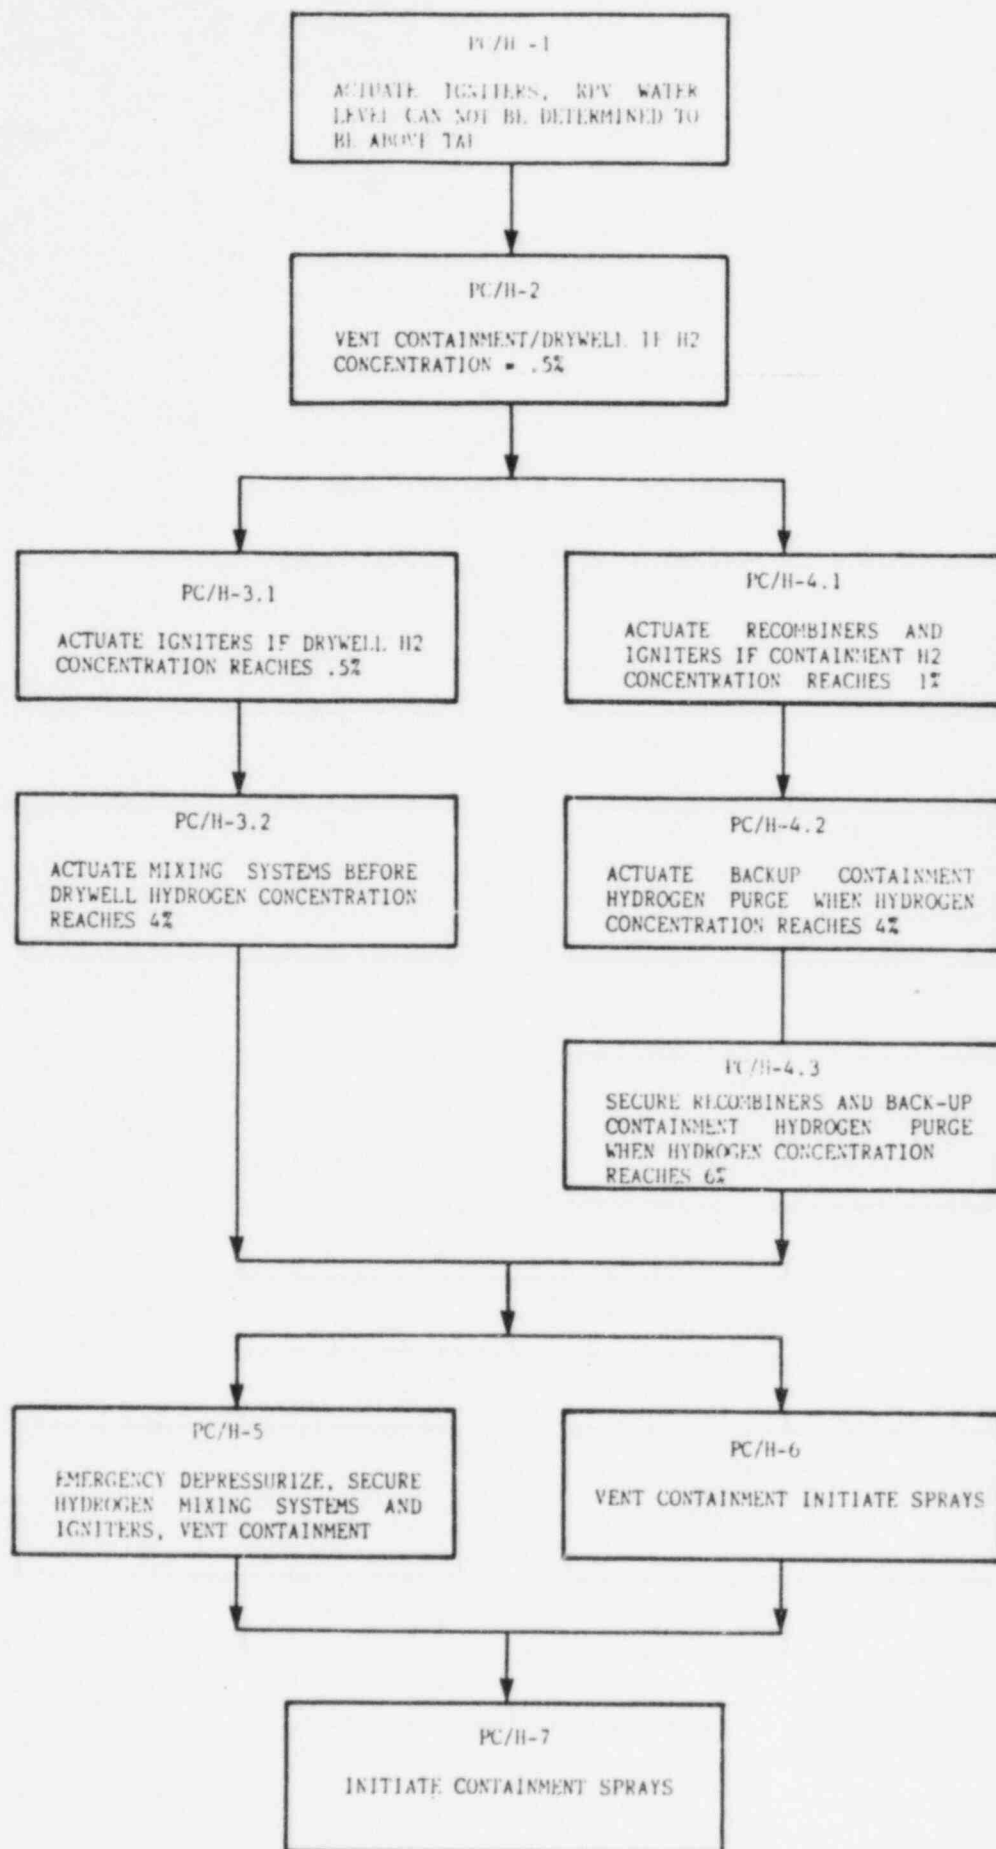 PC/H -1
ACTUATE IGNITERS, RPV WATER
LEVEL CAN NOT BE DETERMINED TO
BE ABOVE TAF
PC/H-2
VENT CONTAINMENT/DRYWELL IF H2
CONCENTRATION = .5%
PC/H-3.1
ACTUATE IGNITERS IF DRYWELL H2
CONCENTRATION REACHES .5%
PC/H-4.1
ACTUATE RECOMBINERS AND
IGNITERS IF CONTAINMENT H2
CONCENTRATION REACHES 1%
PC/H-3.2
ACTUATE MIXING SYSTEMS BEFORE
DRYWELL HYDROGEN CONCENTRATION
REACHES 4%
PC/H-4.2
ACTUATE BACKUP CONTAINMENT
HYDROGEN PURGE WHEN HYDROGEN
CONCENTRATION REACHES 4%
PC/H-4.3
SECURE RECOMBINERS AND BACK-UP
CONTAINMENT HYDROGEN PURGE
WHEN HYDROGEN CONCENTRATION
REACHES 6%
PC/H-5
EMERGENCY DEPRESSURIZE, SECURE
HYDROGEN MIXING SYSTEMS AND
IGNITERS, VENT CONTAINMENT
PC/H-6
VENT CONTAINMENT INITIATE SPRAYS
PC/H-7
INITIATE CONTAINMENT SPRAYS